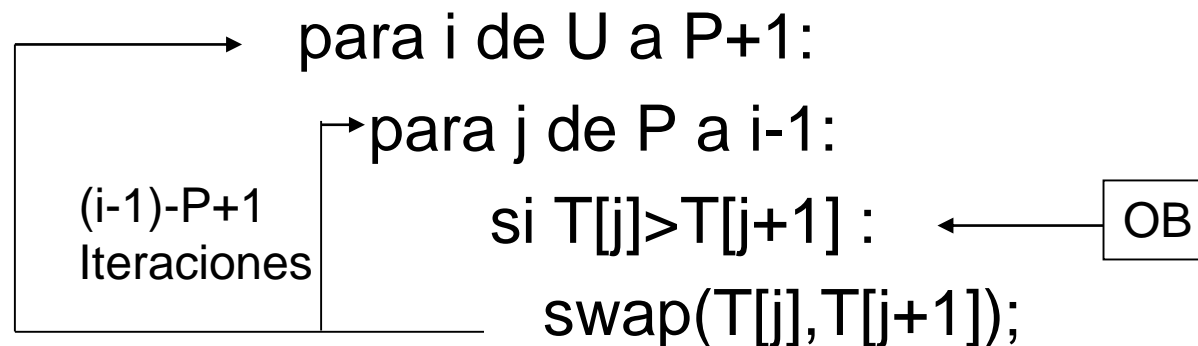 para i de U a P+1:
para j de P a i-1:
(i-1)-P+1
Iteraciones
si T[j]>T[j+1] :
OB
swap(T[j],T[j+1]);